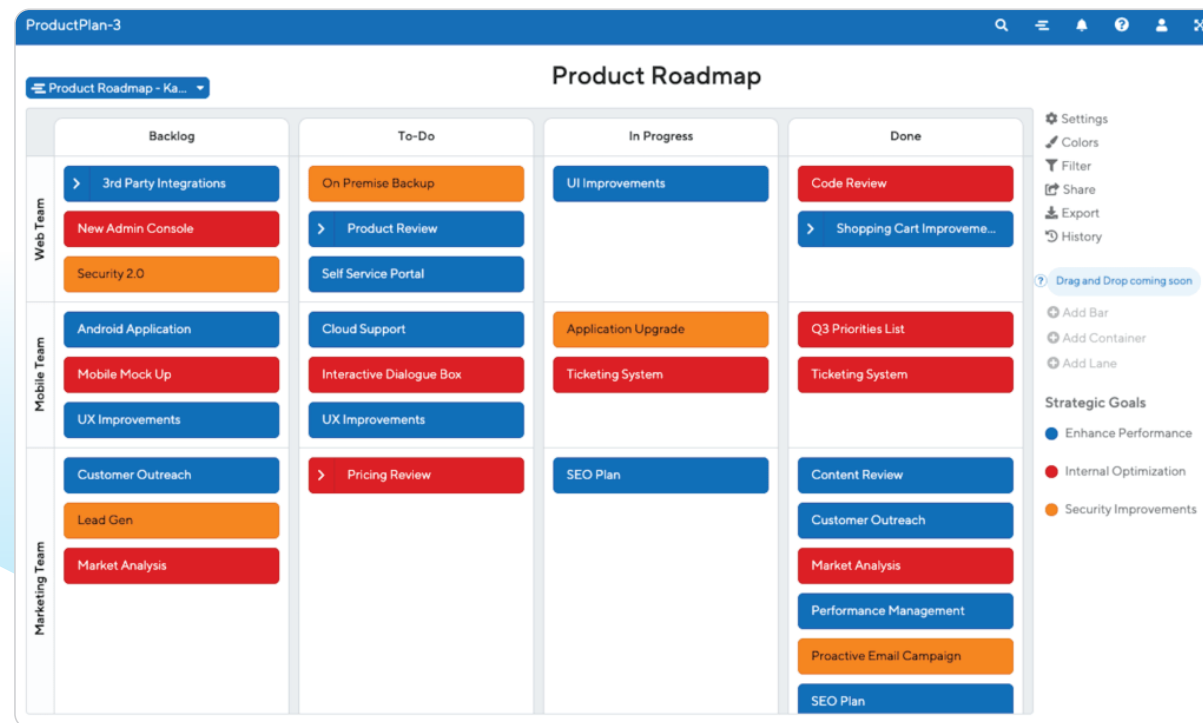 ProductPlan-3
Product Roadmap - Ka...
Product Roadmap
Backlog
To-Do
In Progress
Done
Web Team
3rd Party Integrations
New Admin Console
Security 2.0
On Premise Backup
Product Review
Self Service Portal
UI Improvements
Code Review
Shopping Cart Improveme...
Mobile Team
Android Application
Mobile Mock Up
UX Improvements
Cloud Support
Interactive Dialogue Box
UX Improvements
Application Upgrade
Ticketing System
Q3 Priorities List
Ticketing System
Marketing Team
Customer Outreach
Lead Gen
Market Analysis
Pricing Review
SEO Plan
Content Review
Customer Outreach
Market Analysis
Performance Management
Proactive Email Campaign
SEO Plan
Settings
Colors
Filter
Share
Export
History
? Drag and Drop coming soon
Add Bar
Add Container
Add Lane
Strategic Goals
Enhance Performance
Internal Optimization
Security Improvements